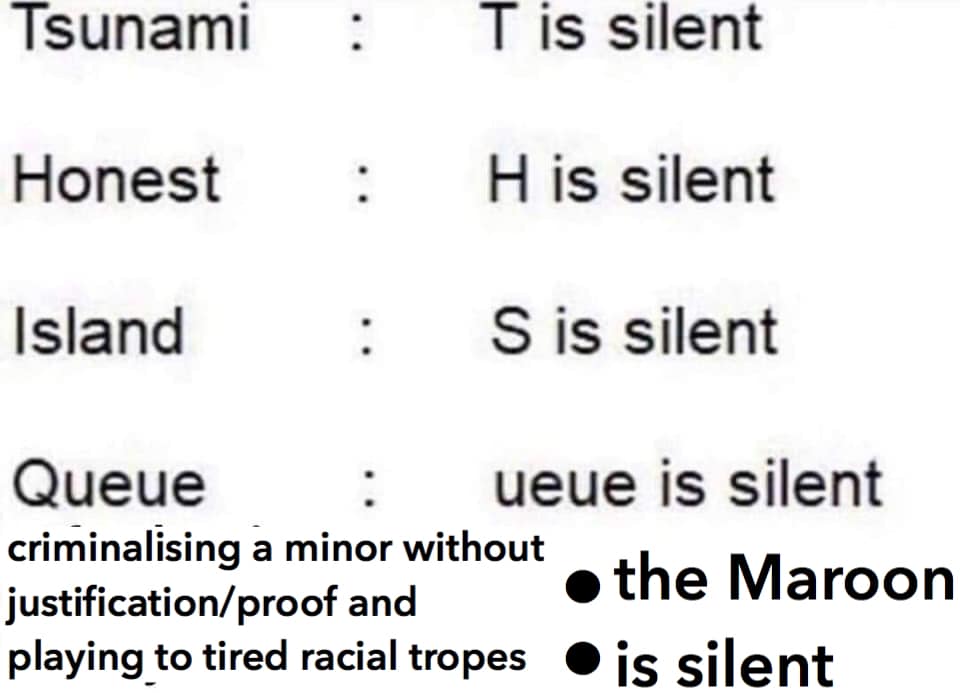 Tsunami : T is silent
Honest : H is silent
Island : S is silent
Queue : ueue is silent
criminalising a minor without
justification/proof and
playing to tired racial tropes
: the Maroon
is silent